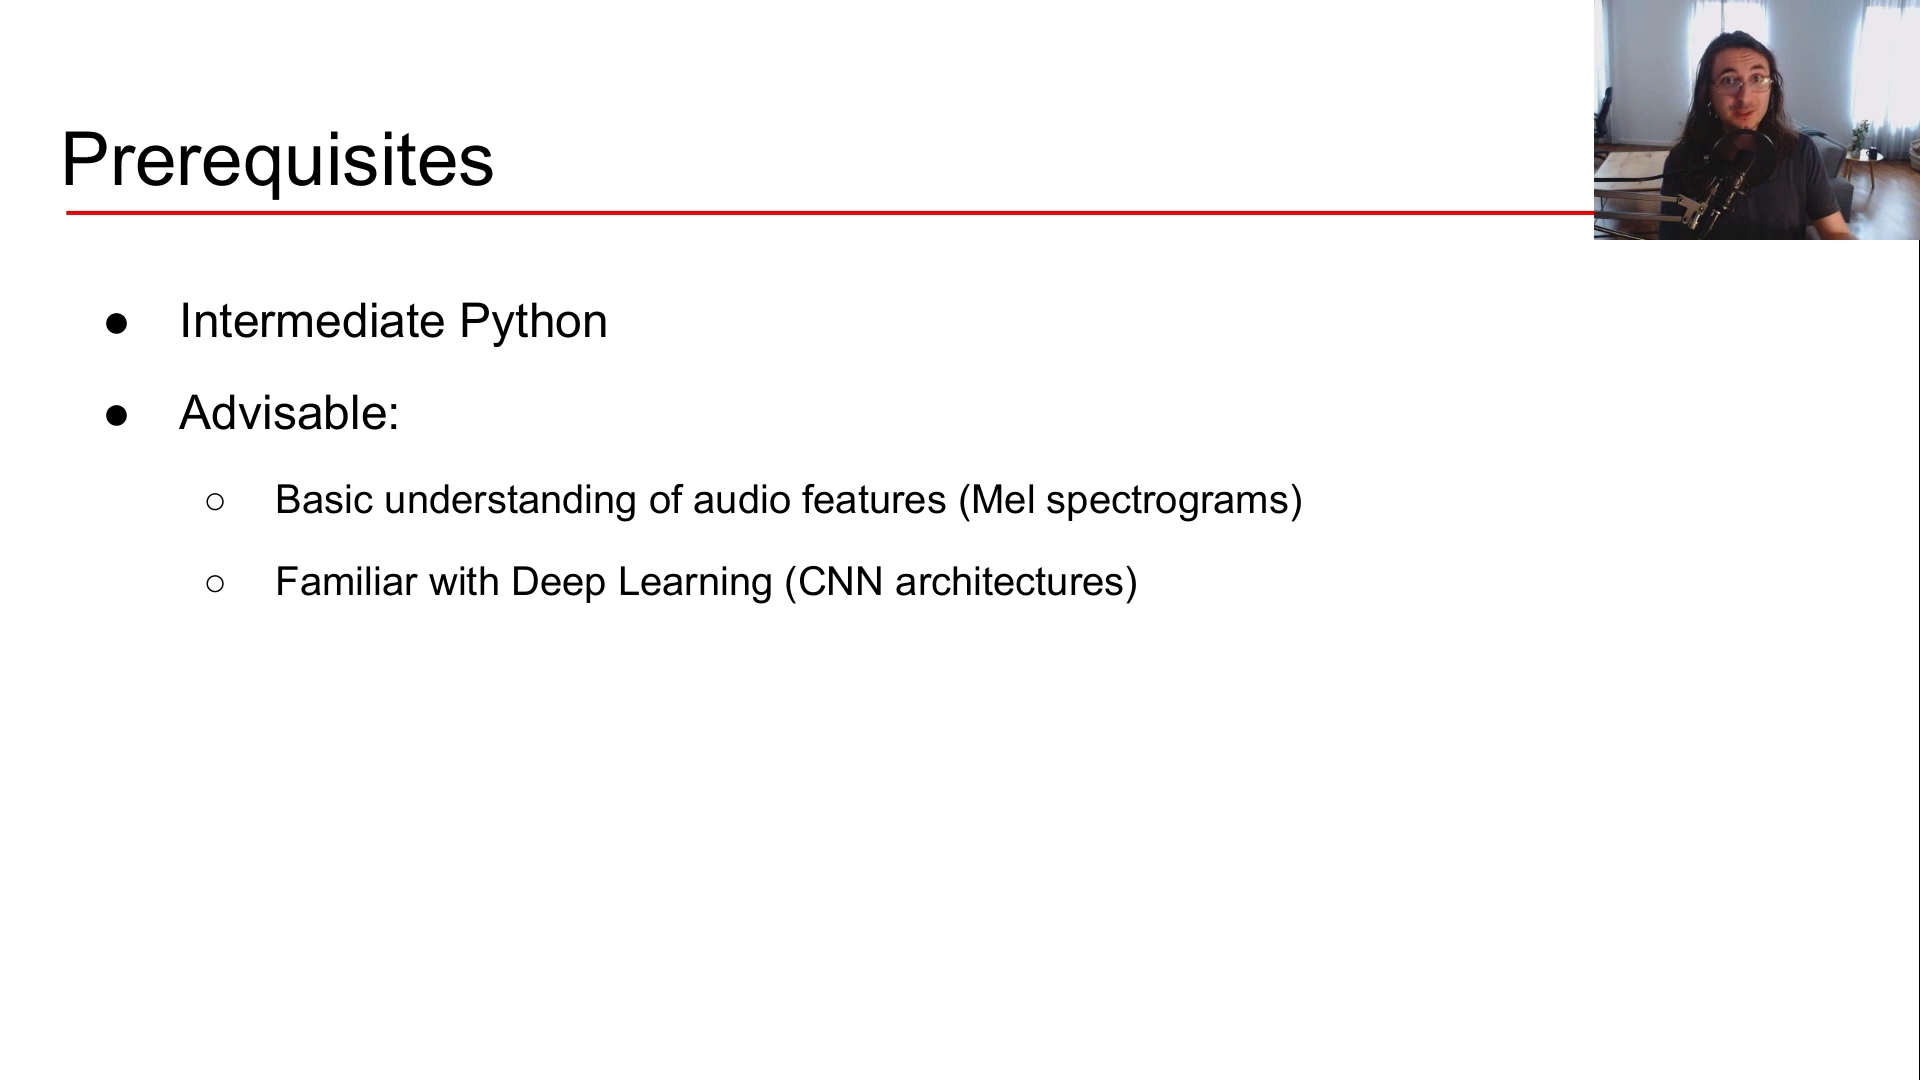 Prerequisites
● Intermediate Python
● Advisable:
○ Basic understanding of audio features (Mel spectrograms)
○ Familiar with Deep Learning (CNN architectures)